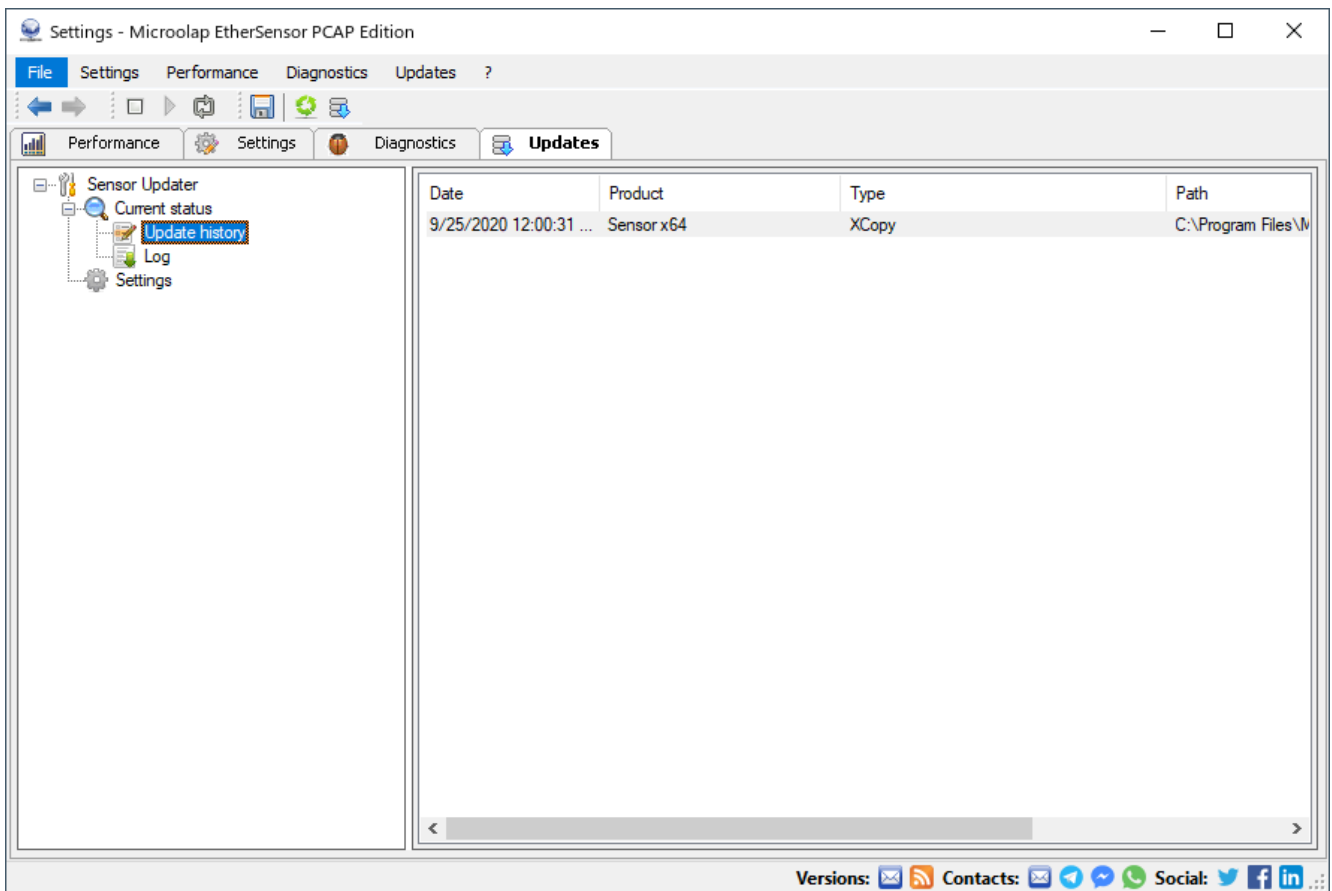 Settings - Microolap EtherSensor PCAP Edition
File Settings Performance Diagnostics Updates ?
Performance Settings Diagnostics Updates
Sensor Updater
Current status
Update history
Log
Settings
Date Product Type Path
9/25/2020 12:00:31 ... Sensor x64 XCopy C:\Program Files\
Versions: Contacts: Social: